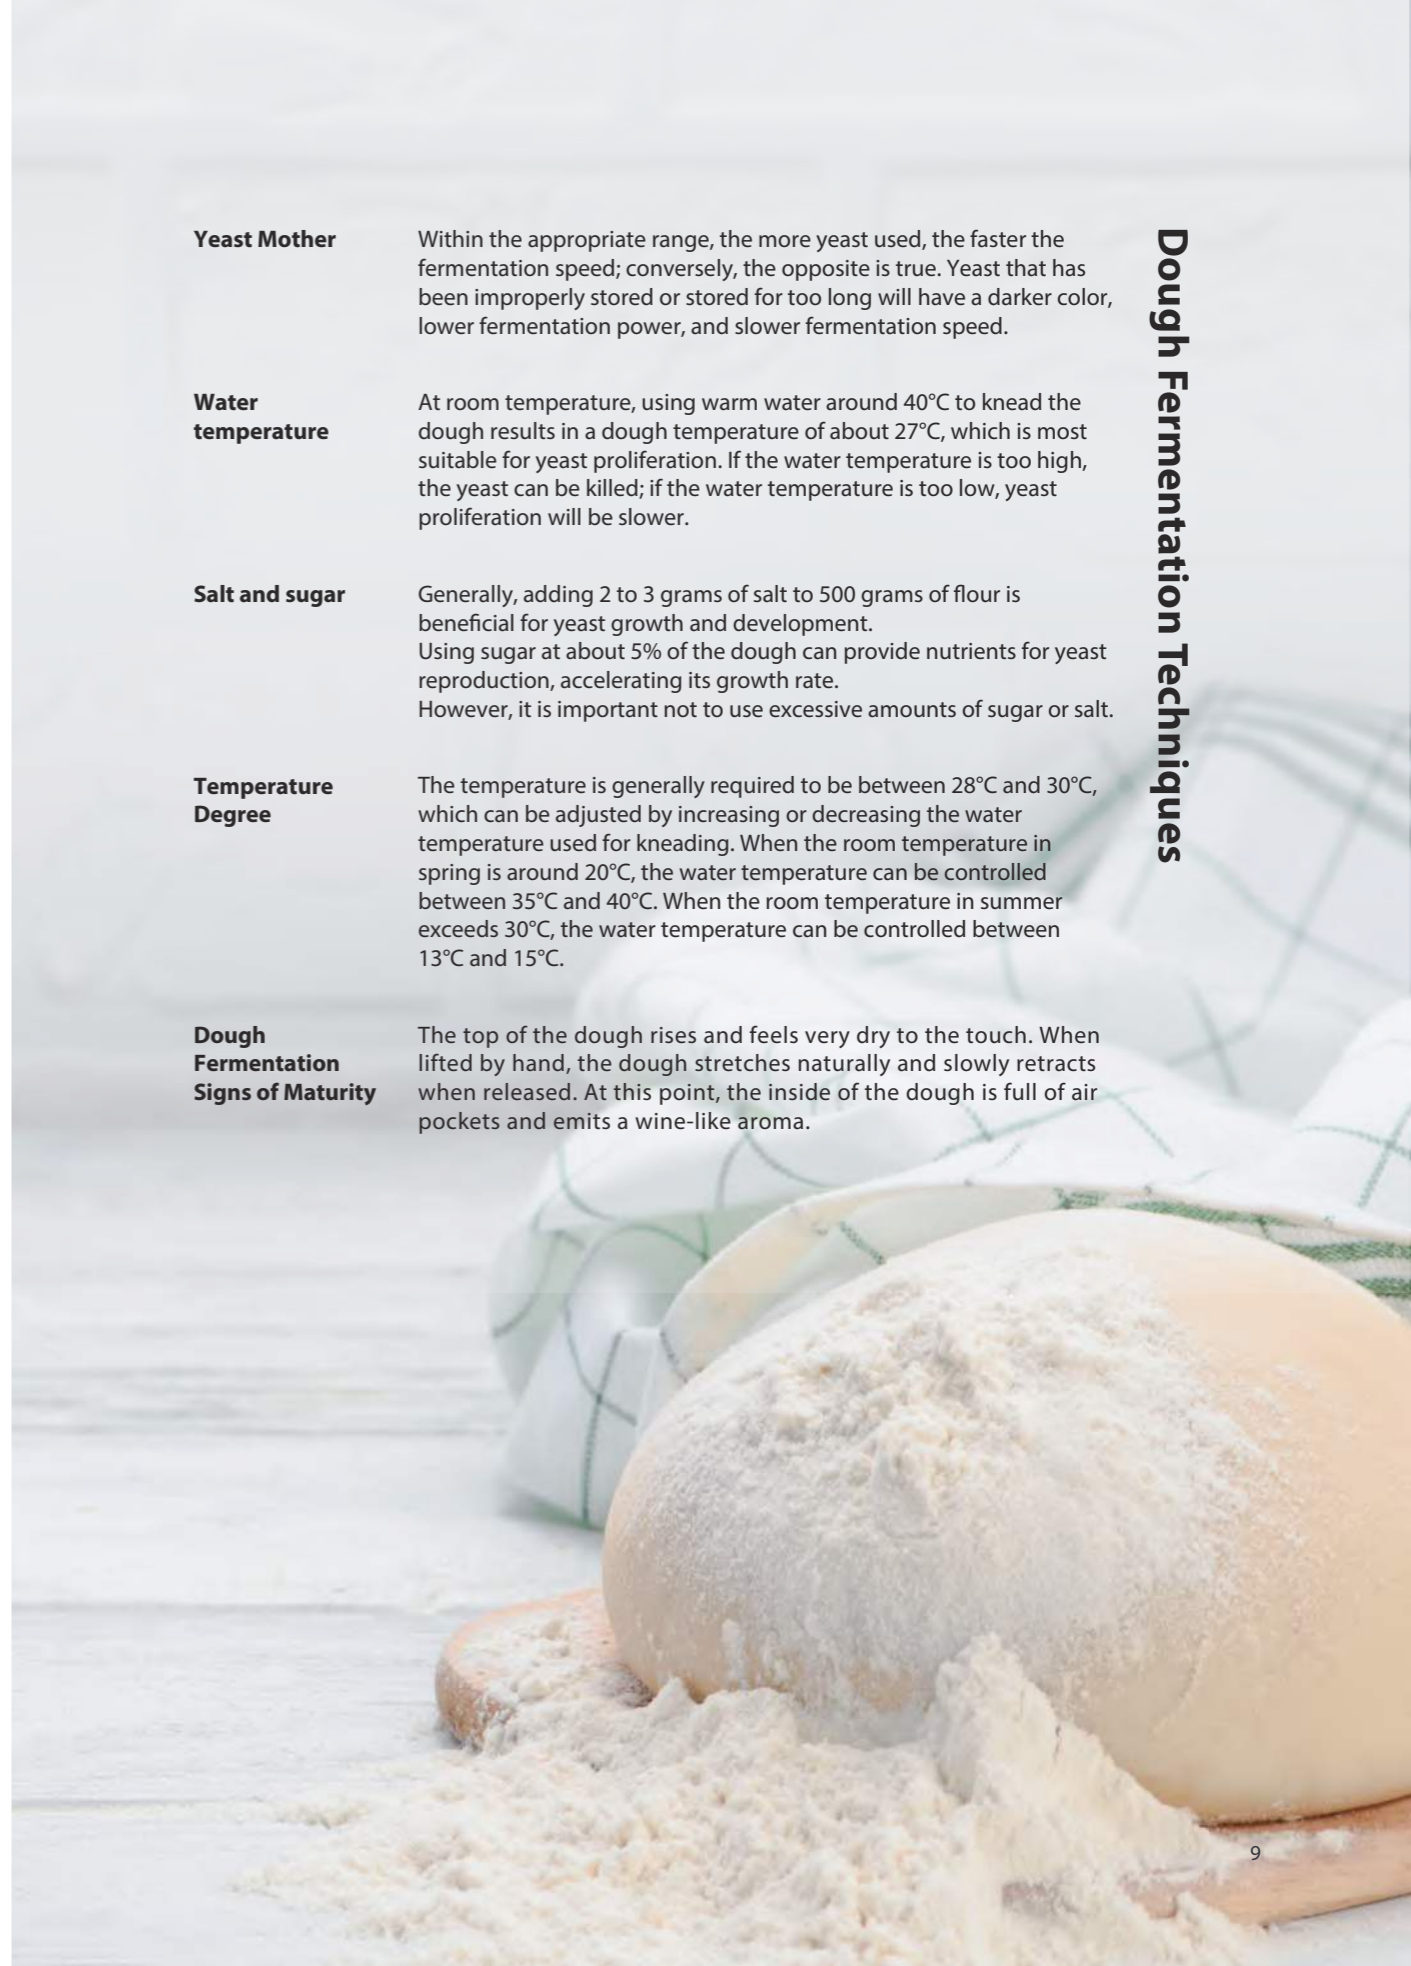 Dough Fermentation Techniques
Yeast Mother
Within the appropriate range, the more yeast used, the faster the
fermentation speed; conversely, the opposite is true. Yeast that has
been improperly stored or stored for too long will have a darker color,
lower fermentation power, and slower fermentation speed.
Water
temperature
At room temperature, using warm water around 40°C to knead the
dough results in a dough temperature of about 27°C, which is most
suitable for yeast proliferation. If the water temperature is too high,
the yeast can be killed; if the water temperature is too low, yeast
proliferation will be slower.
Salt and sugar
Generally, adding 2 to 3 grams of salt to 500 grams of flour is
beneficial for yeast growth and development.
Using sugar at about 5% of the dough can provide nutrients for yeast
reproduction, accelerating its growth rate.
However, it is important not to use excessive amounts of sugar or salt.
Temperature
Degree
The temperature is generally required to be between 28°C and 30°C,
which can be adjusted by increasing or decreasing the water
temperature used for kneading. When the room temperature in
spring is around 20°C, the water temperature can be controlled
between 35°C and 40°C. When the room temperature in summer
exceeds 30°C, the water temperature can be controlled between
13°C and 15°C.
Dough
Fermentation
Signs of Maturity
The top of the dough rises and feels very dry to the touch. When
lifted by hand, the dough stretches naturally and slowly retracts
when released. At this point, the inside of the dough is full of air
pockets and emits a wine-like aroma.
9